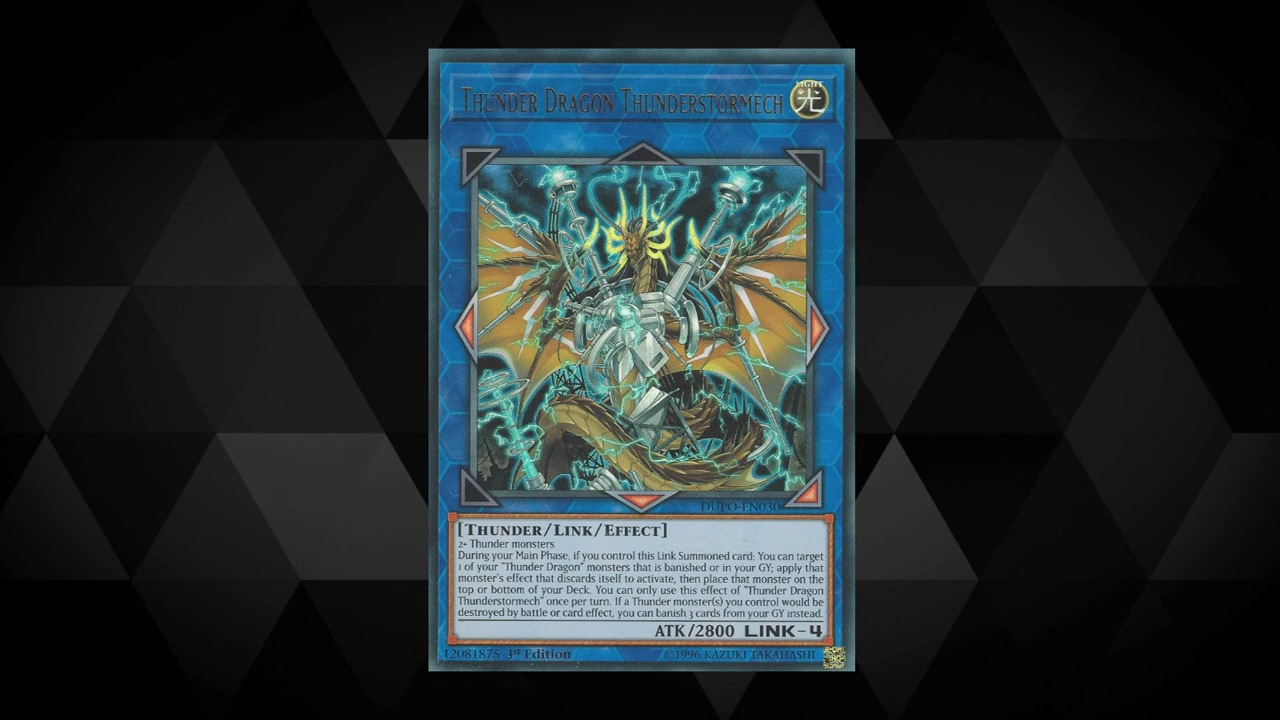 THUNDER DRAGON THUNDERSTORMECH
LIGHT
光
DUPO-EN030
[THUNDER/LINK/EFFECT]
2+ Thunder monsters
During your Main Phase, if you control this Link Summoned card: You can target
1 of your "Thunder Dragon" monsters that is banished or in your GY; apply that
monster's effect that discards itself to activate, then place that monster on the
top or bottom of your Deck. You can only use this effect of "Thunder Dragon
Thunderstormech" once per turn. If a Thunder monster(s) you control would be
destroyed by battle or card effect, you can banish 3 cards from your GY instead.
ATK/2800 LINK-4
12081875 1st Edition ©1996 KAZUKI TAKAHASHI